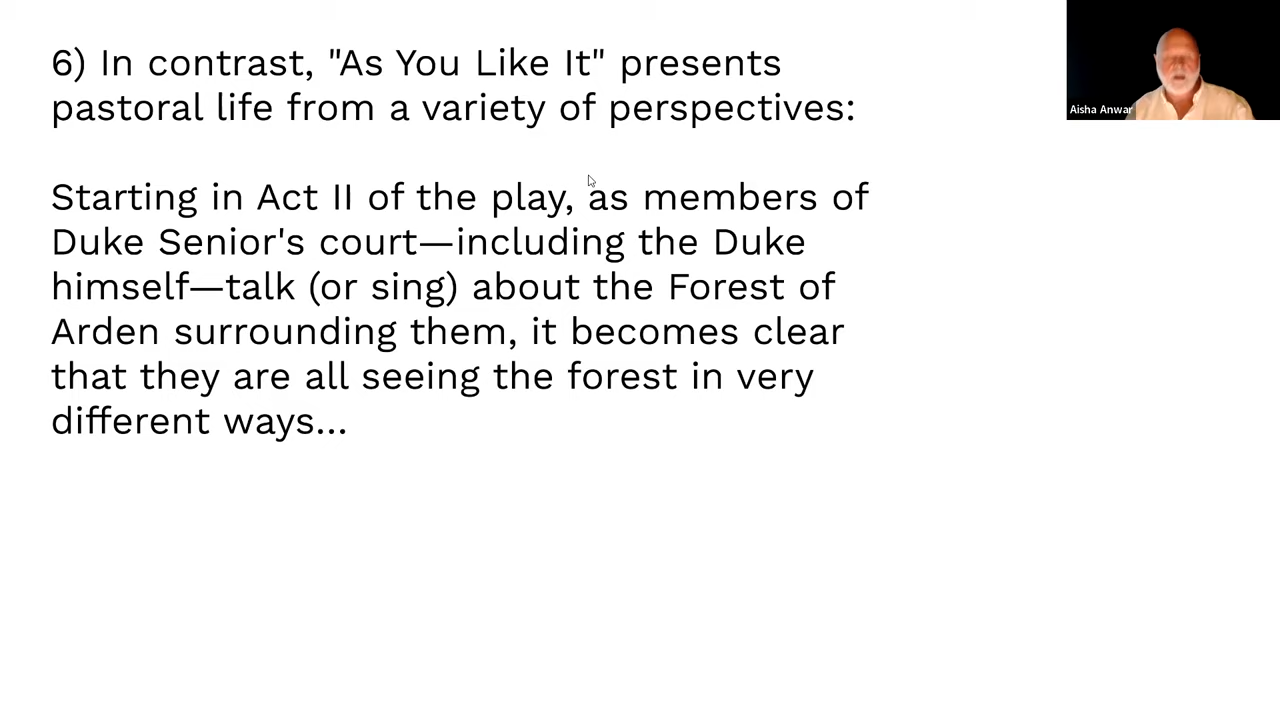 6) In contrast, "As You Like It" presents
pastoral life from a variety of perspectives:
Starting in Act II of the play, as members of
Duke Senior's court—including the Duke
himself—talk (or sing) about the Forest of
Arden surrounding them, it becomes clear
that they are all seeing the forest in very
different ways...
Aisha Anwar